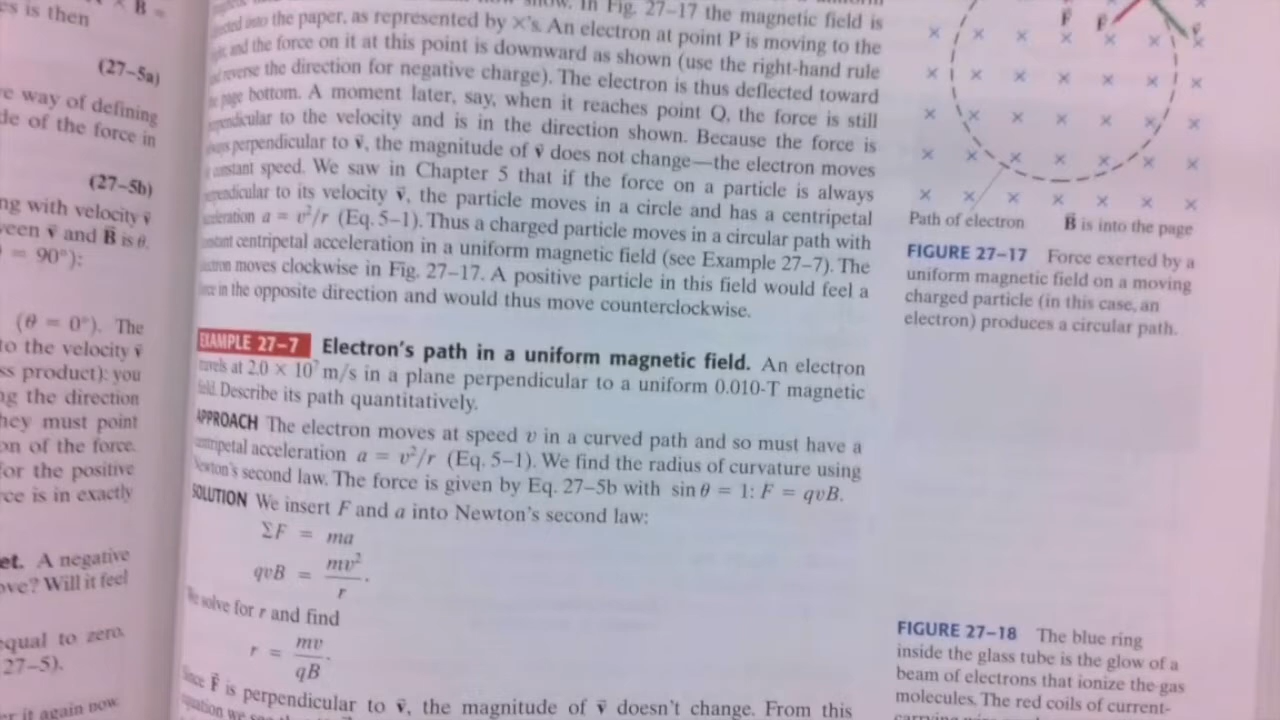 es is then
(27–5a)
e way of defining
de of the force in
(27–5b)
ng with velocity v⃗
ween v⃗ and B⃗ is θ.
= 90°):
(θ = 0°). The
to the velocity v⃗
ss product): you
ng the direction
hey must point
on of the force.
for the positive
rce is in exactly
et. A negative
ove? Will it feel
equal to zero.
27–5).
er it again now
In Fig. 27–17 the magnetic field is
into the paper, as represented by ×'s. An electron at point P is moving to the
and the force on it at this point is downward as shown (use the right-hand rule
reverse the direction for negative charge). The electron is thus deflected toward
page bottom. A moment later, say, when it reaches point Q, the force is still
perpendicular to the velocity and is in the direction shown. Because the force is
perpendicular to v⃗, the magnitude of v⃗ does not change—the electron moves
constant speed. We saw in Chapter 5 that if the force on a particle is always
perpendicular to its velocity v⃗, the particle moves in a circle and has a centripetal
acceleration a = v²/r (Eq. 5–1). Thus a charged particle moves in a circular path with
constant centripetal acceleration in a uniform magnetic field (see Example 27–7). The
electron moves clockwise in Fig. 27–17. A positive particle in this field would feel a
force in the opposite direction and would thus move counterclockwise.
EXAMPLE 27–7 Electron's path in a uniform magnetic field. An electron
travels at 2.0 × 10⁷ m/s in a plane perpendicular to a uniform 0.010-T magnetic
field. Describe its path quantitatively.
APPROACH The electron moves at speed v in a curved path and so must have a
centripetal acceleration a = v²/r (Eq. 5–1). We find the radius of curvature using
Newton's second law. The force is given by Eq. 27–5b with sin θ = 1: F = qvB.
SOLUTION We insert F and a into Newton's second law:
ΣF = ma
qvB = mv²/r.
We solve for r and find
r = mv/qB.
Since F⃗ is perpendicular to v⃗, the magnitude of v⃗ doesn't change. From this
equation we
F⃗ F⃗ v⃗
Path of electron
B⃗ is into the page
FIGURE 27–17 Force exerted by a
uniform magnetic field on a moving
charged particle (in this case, an
electron) produces a circular path.
FIGURE 27–18 The blue ring
inside the glass tube is the glow of a
beam of electrons that ionize the gas
molecules. The red coils of current-